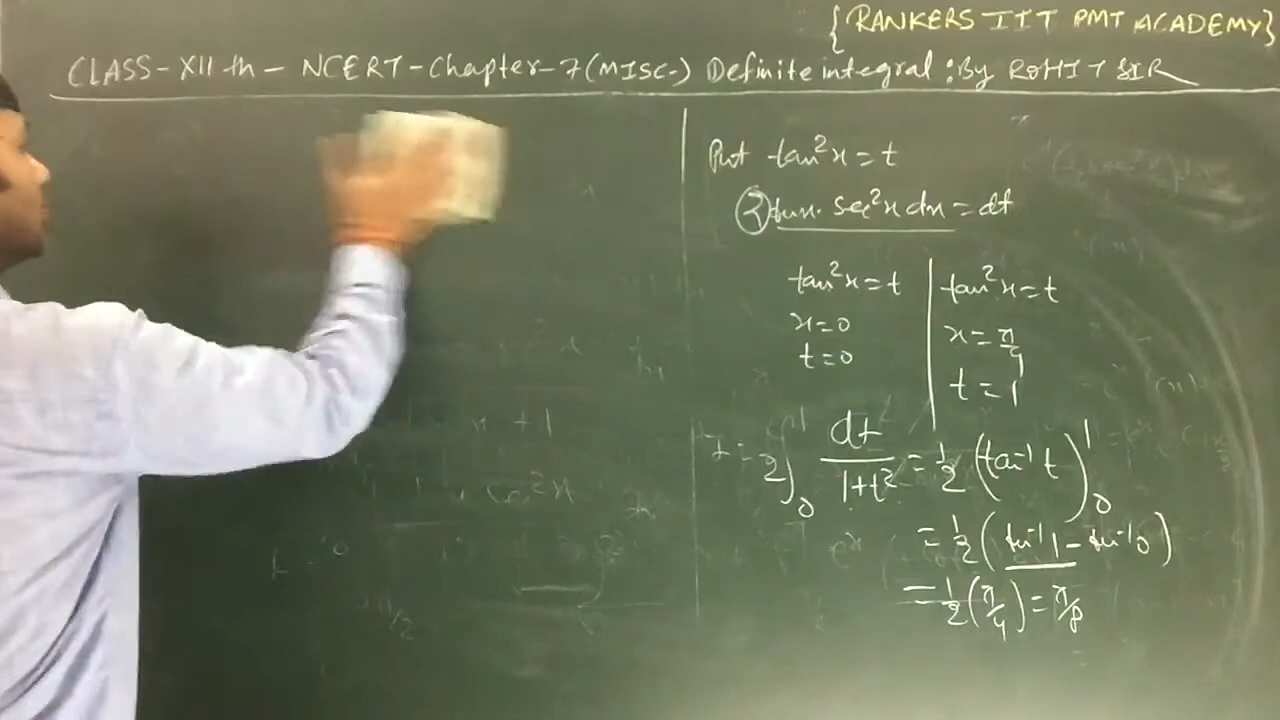 {RANKERS IIT PMT ACADEMY}
CLASS-XII th - NCERT-Chapter-7 (MISC-) Definite integral : By ROHIT SIR
Put tan²x = t
2 tanx. sec²x dx = dt
tan²x = t
x = 0
t = 0
tan²x = t
x = π/4
t = 1
I = 1/2 ∫₀¹ dt/(1+t²) = 1/2 (tan⁻¹ t)₀¹
= 1/2 (tan⁻¹1 - tan⁻¹0)
= 1/2 (π/4) = π/8